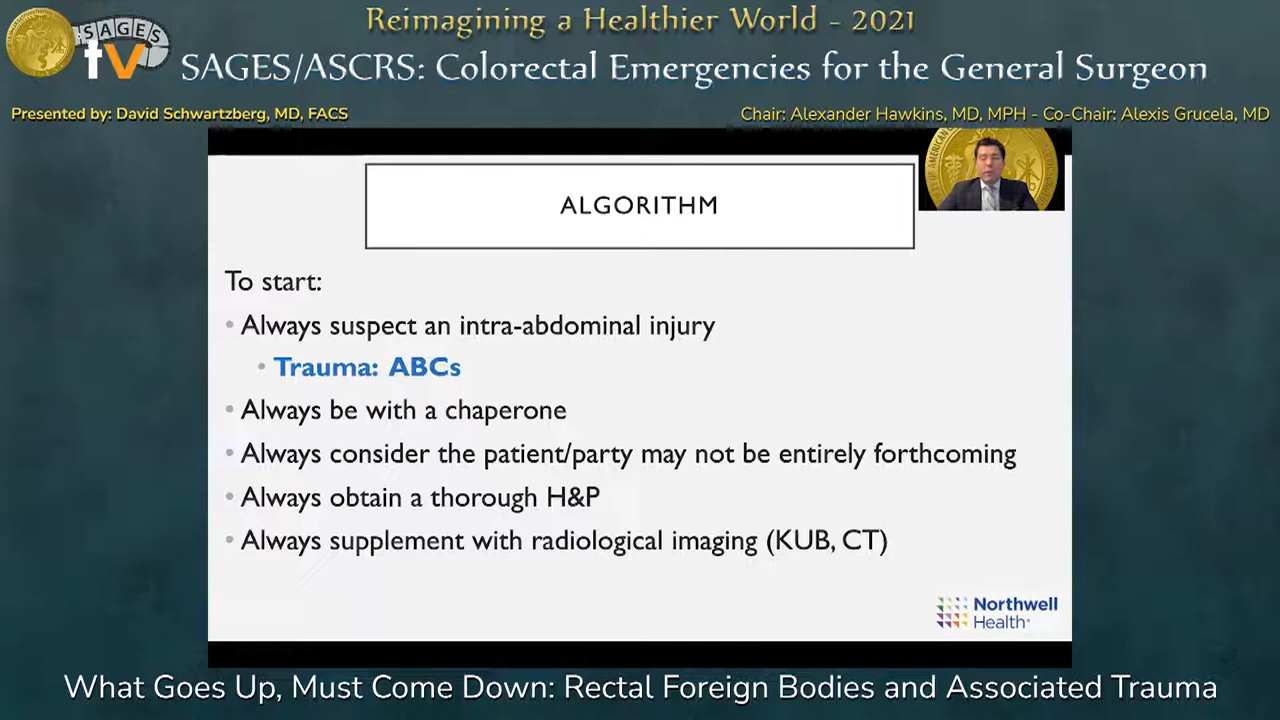 Reimagining a Healthier World - 2021
SAGES
tv
SAGES/ASCRS: Colorectal Emergencies for the General Surgeon
Presented by: David Schwartzberg, MD, FACS
Chair: Alexander Hawkins, MD, MPH - Co-Chair: Alexis Grucela, MD
ALGORITHM
To start:
• Always suspect an intra-abdominal injury
• Trauma: ABCs
• Always be with a chaperone
• Always consider the patient/party may not be entirely forthcoming
• Always obtain a thorough H&P
• Always supplement with radiological imaging (KUB, CT)
Northwell
Health
What Goes Up, Must Come Down: Rectal Foreign Bodies and Associated Trauma